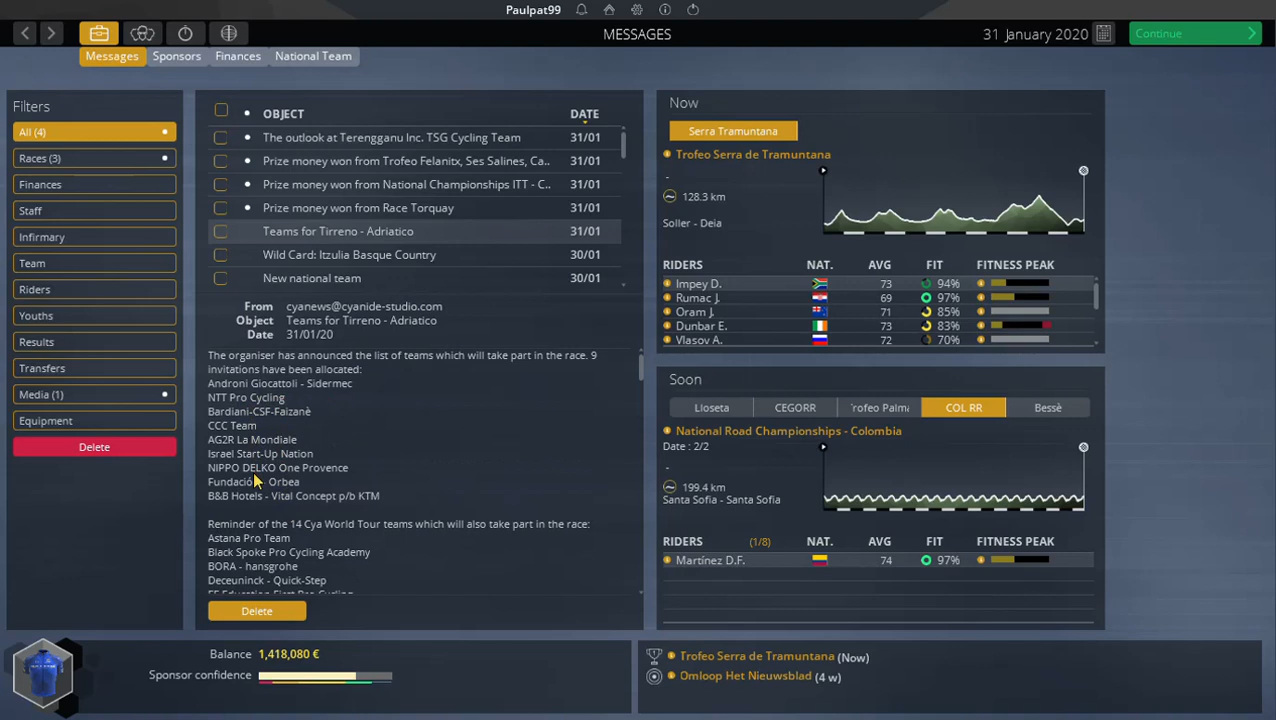 Paulpat99
MESSAGES
31 January 2020
Continue
Messages
Sponsors
Finances
National Team
Filters
All (4)
Races (3)
Finances
Staff
Infirmary
Team
Riders
Youths
Results
Transfers
Media (1)
Equipment
Delete
OBJECT DATE
The outlook at Terengganu Inc. TSG Cycling Team 31/01
Prize money won from Trofeo Felanitx, Ses Salines, Ca.. 31/01
Prize money won from National Championships ITT - C.. 31/01
Prize money won from Race Torquay 31/01
Teams for Tirreno - Adriatico 31/01
Wild Card: Itzulia Basque Country 30/01
New national team 30/01
From cyanews@cyanide-studio.com
Object Teams for Tirreno - Adriatico
Date 31/01/20
The organiser has announced the list of teams which will take part in the race. 9
invitations have been allocated:
Androni Giocattoli - Sidermec
NTT Pro Cycling
Bardiani-CSF-Faizanè
CCC Team
AG2R La Mondiale
Israel Start-Up Nation
NIPPO DELKO One Provence
Fundació - Orbea
B&B Hotels - Vital Concept p/b KTM
Reminder of the 14 Cya World Tour teams which will also take part in the race:
Astana Pro Team
Black Spoke Pro Cycling Academy
BORA - hansgrohe
Deceuninck - Quick-Step
EF Education First Pro Cycling
Delete
Now
Serra Tramuntana
Trofeo Serra de Tramuntana
-
128.3 km
Soller - Deia
RIDERS NAT. AVG FIT FITNESS PEAK
Impey D. 73 94%
Rumac J. 69 97%
Oram J. 71 85%
Dunbar E. 73 83%
Vlasov A. 72 70%
Soon
Lloseta
CEGORR
Trofeo Palma
COL RR
Bessè
National Road Championships - Colombia
Date : 2/2
-
199.4 km
Santa Sofia - Santa Sofia
RIDERS (1/8) NAT. AVG FIT FITNESS PEAK
Martínez D.F. 74 97%
Balance 1,418,080 €
Sponsor confidence
Trofeo Serra de Tramuntana (Now)
Omloop Het Nieuwsblad (4 w)